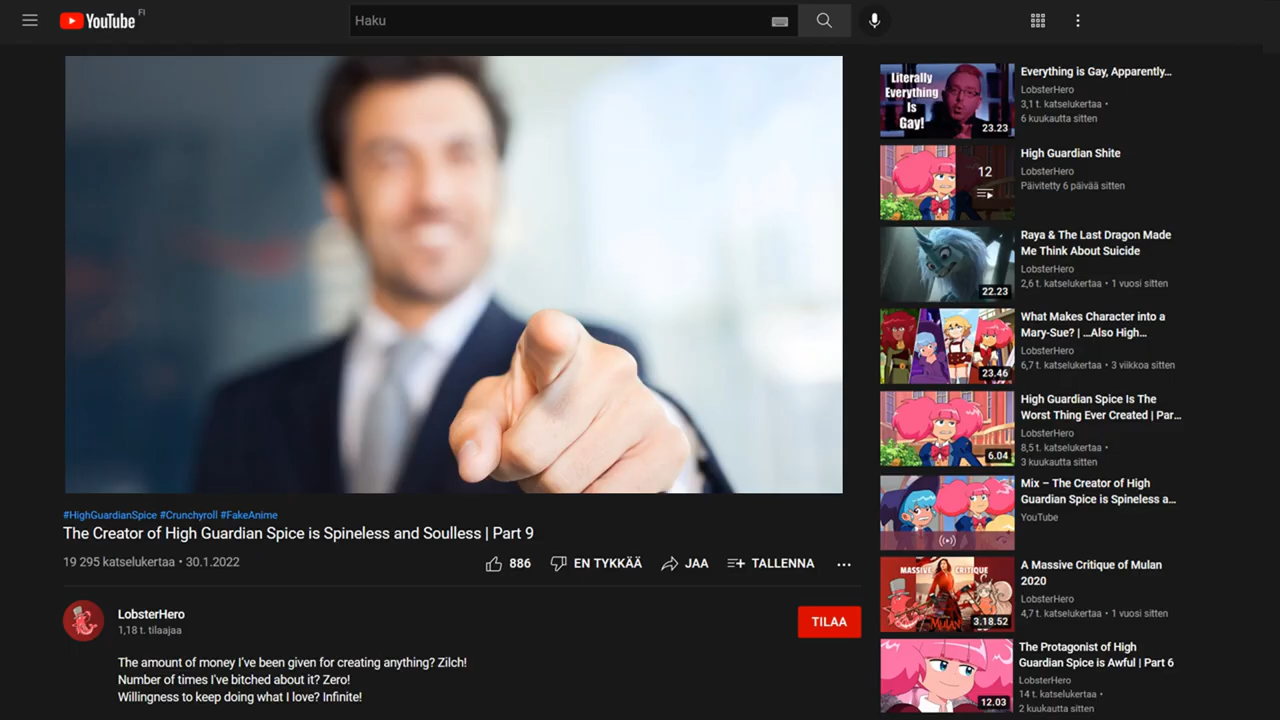 YouTube FI
Haku
#HighGuardianSpice #Crunchyroll #FakeAnime
The Creator of High Guardian Spice is Spineless and Soulless | Part 9
19 295 katselukertaa • 30.1.2022
886
EN TYKKÄÄ
JAA
TALLENNA
LobsterHero
1,18 t. tilaajaa
TILAA
The amount of money I've been given for creating anything? Zilch!
Number of times I've bitched about it? Zero!
Willingness to keep doing what I love? Infinite!
Literally
Everything
Is
Gay!
23.23
Everything is Gay, Apparently...
LobsterHero
3,1 t. katselukertaa •
6 kuukautta sitten
12
High Guardian Shite
LobsterHero
Päivitetty 6 päivää sitten
22.23
Raya & The Last Dragon Made
Me Think About Suicide
LobsterHero
2,6 t. katselukertaa • 1 vuosi sitten
23.46
What Makes Character into a
Mary-Sue? | ...Also High...
LobsterHero
6,7 t. katselukertaa • 3 viikkoa sitten
6.04
High Guardian Spice Is The
Worst Thing Ever Created | Par...
LobsterHero
8,5 t. katselukertaa •
3 kuukautta sitten
Mix – The Creator of High
Guardian Spice is Spineless a...
YouTube
MASSIVE CRITIQUE
MULAN
3.18.52
A Massive Critique of Mulan
2020
LobsterHero
4,7 t. katselukertaa • 1 vuosi sitten
12.03
The Protagonist of High
Guardian Spice is Awful | Part 6
LobsterHero
14 t. katselukertaa •
2 kuukautta sitten